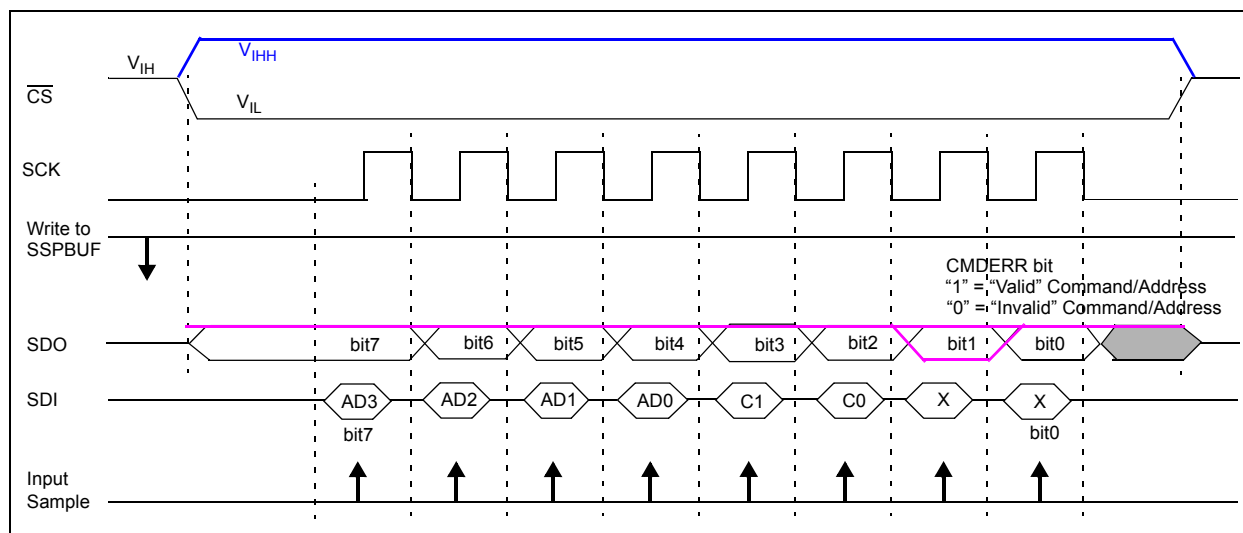 VIHH
VIH
CS
VIL
SCK
Write to
SSPBUF
CMDERR bit
“1” = “Valid” Command/Address
“0” = “Invalid” Command/Address
SDO bit7 bit6 bit5 bit4 bit3 bit2 bit1 bit0
SDI AD3 AD2 AD1 AD0 C1 C0 X X
bit7 bit0
Input
Sample